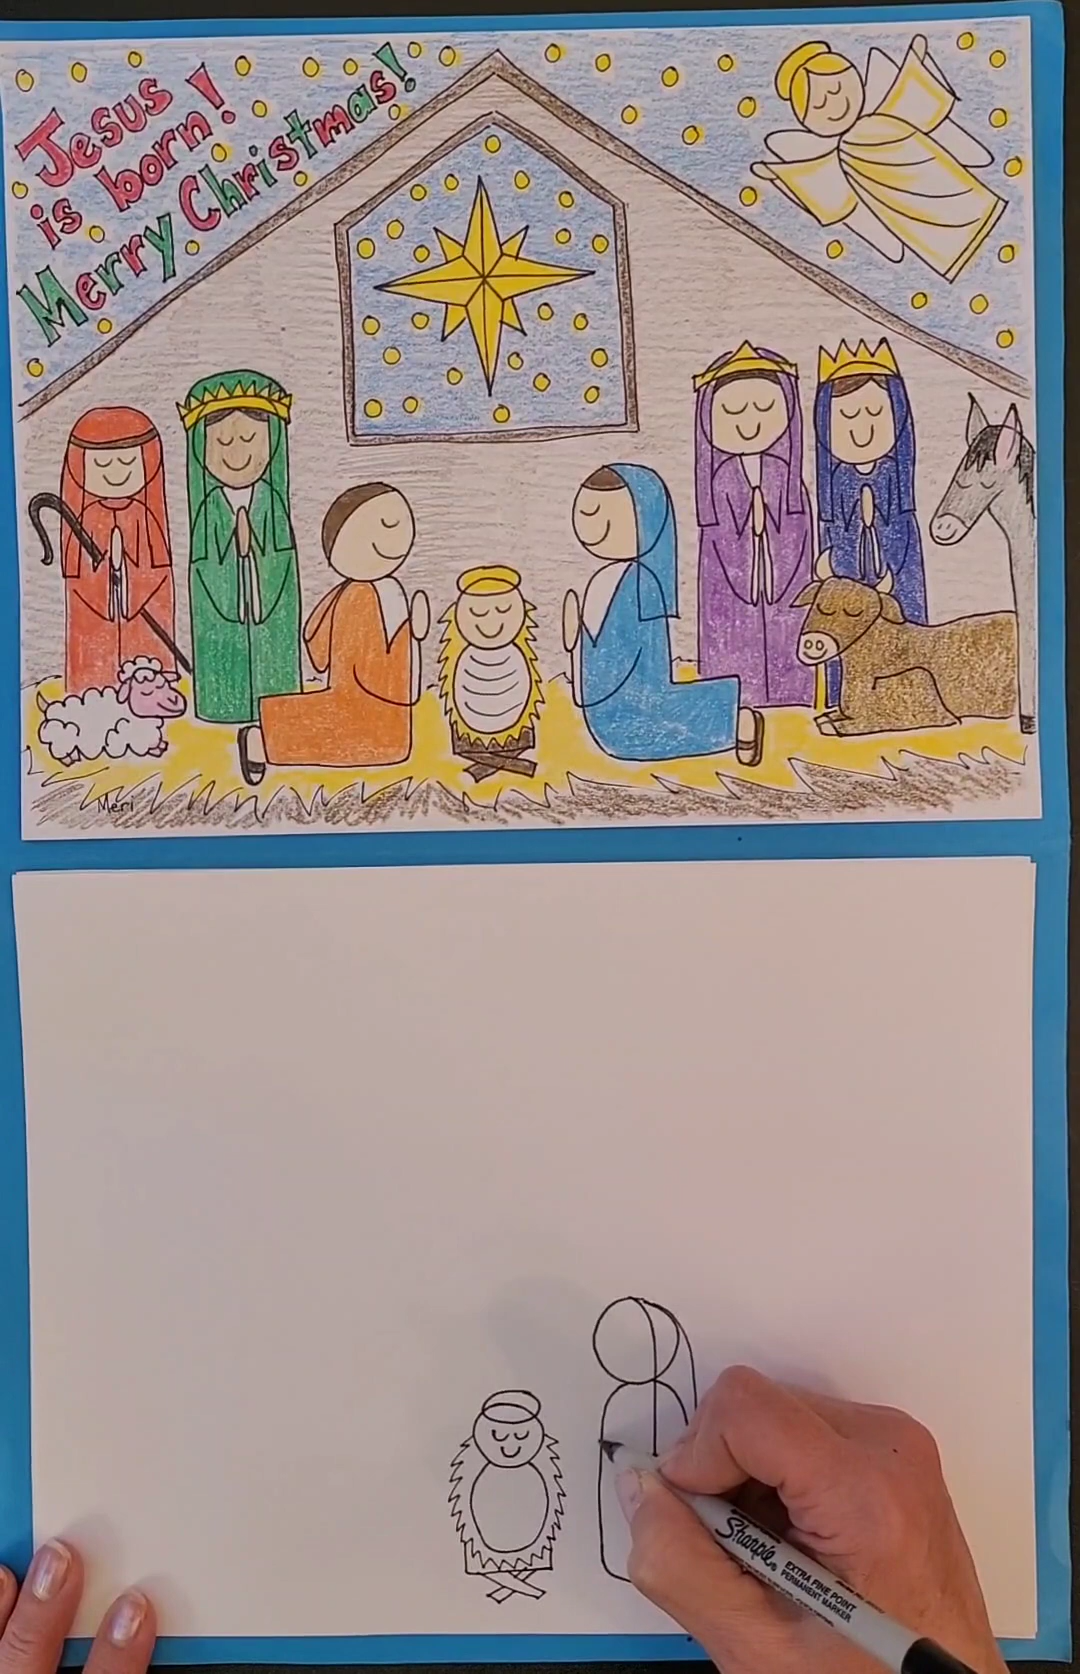 Jesus
is born!
Merry Christmas!
Meri
Sharpie®
EXTRA FINE POINT
PERMANENT MARKER